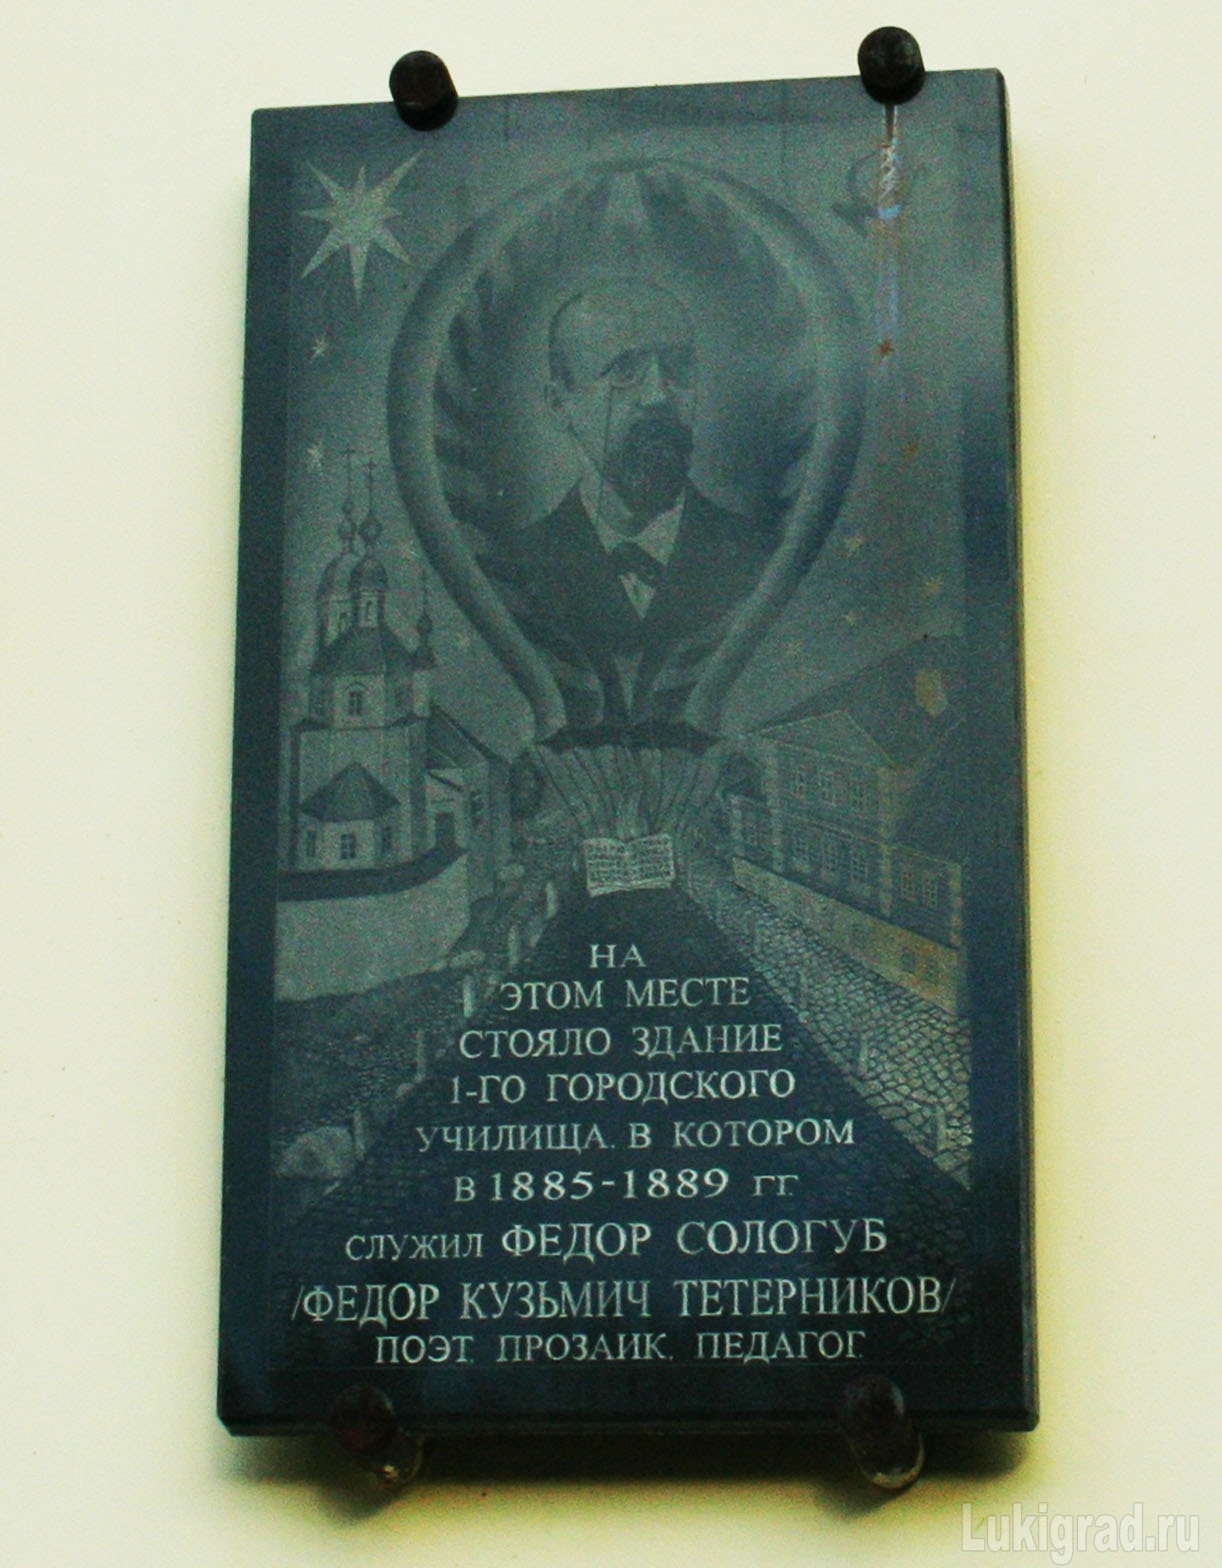 НА
ЭТОМ МЕСТЕ
СТОЯЛО ЗДАНИЕ
1-ГО ГОРОДСКОГО
УЧИЛИЩА, В КОТОРОМ
В 1885-1889 ГГ.
СЛУЖИЛ ФЕДОР СОЛОГУБ
/ФЕДОР КУЗЬМИЧ ТЕТЕРНИКОВ/
ПОЭТ, ПРОЗАИК, ПЕДАГОГ.
Lukigrad.ru